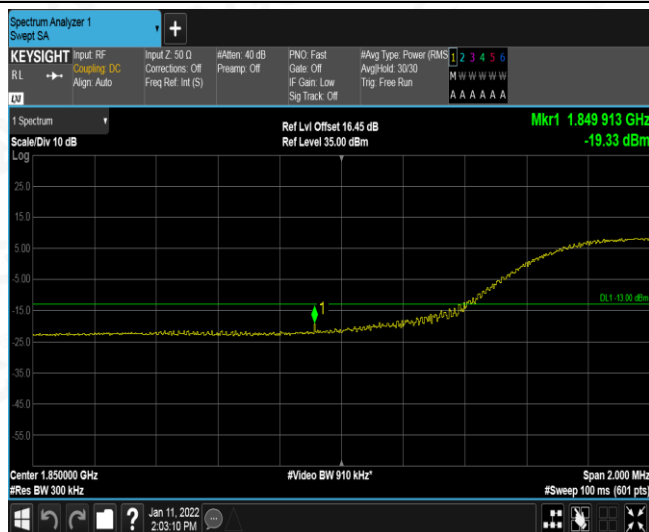 Spectrum Analyzer 1
Swept SA
+
KEYSIGHT
RL
LXI
Input: RF
Coupling: DC
Align: Auto
Input Z: 50 Ω
Corrections: Off
Freq Ref: Int (S)
#Atten: 40 dB
Preamp: Off
PNO: Fast
Gate: Off
IF Gain: Low
Sig Track: Off
#Avg Type: Power (RMS
Avg|Hold: 30/30
Trig: Free Run
1 2 3 4 5 6
M W W W W W
A A A A A A
1 Spectrum
Scale/Div 10 dB
Log
Ref Lvl Offset 16.45 dB
Ref Level 35.00 dBm
Mkr1 1.849 913 GHz
-19.33 dBm
25.0
15.0
5.00
-5.00
-15.0
-25.0
-35.0
-45.0
-55.0
1
DL1 -13.00 dBm
Center 1.850000 GHz
#Res BW 300 kHz
#Video BW 910 kHz*
Span 2.000 MHz
#Sweep 100 ms (601 pts)
?
Jan 11, 2022
2:03:10 PM